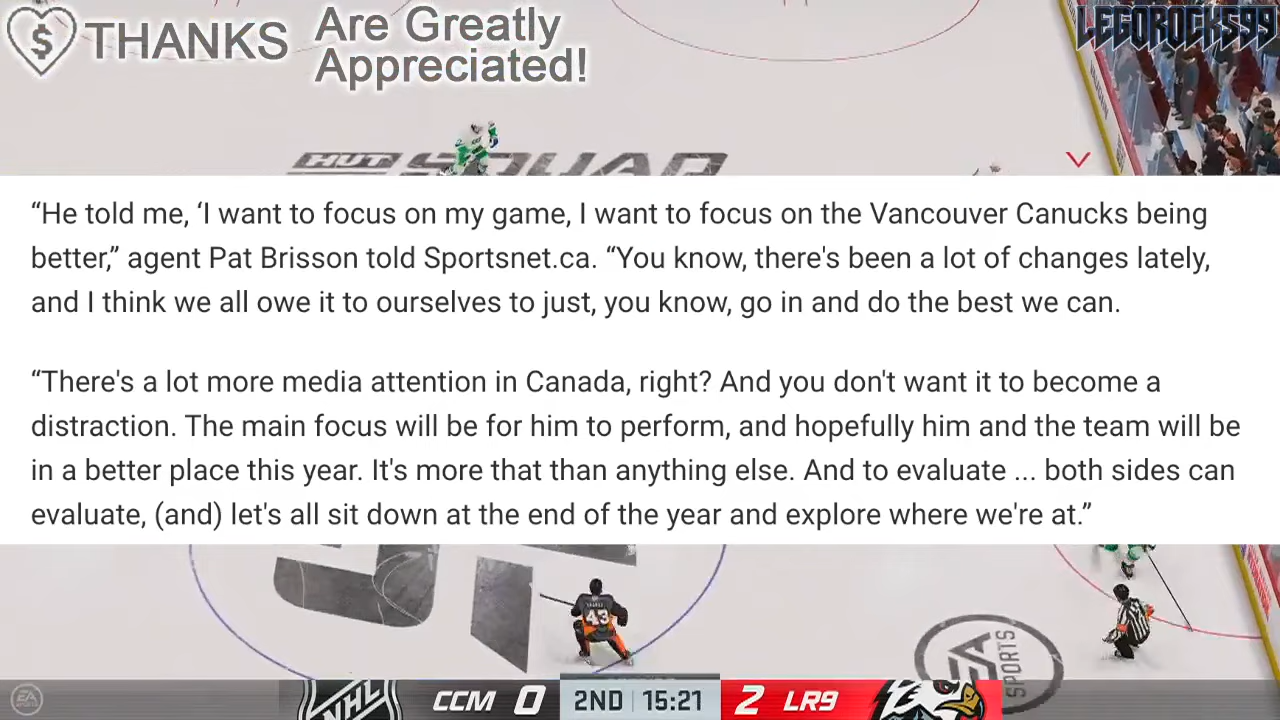 $ THANKS Are Greatly
Appreciated!
LEGOROCKS99
HUT SQUAD
“He told me, ‘I want to focus on my game, I want to focus on the Vancouver Canucks being
better,” agent Pat Brisson told Sportsnet.ca. “You know, there's been a lot of changes lately,
and I think we all owe it to ourselves to just, you know, go in and do the best we can.
“There's a lot more media attention in Canada, right? And you don't want it to become a
distraction. The main focus will be for him to perform, and hopefully him and the team will be
in a better place this year. It's more that than anything else. And to evaluate ... both sides can
evaluate, (and) let's all sit down at the end of the year and explore where we're at.”
43
EA SPORTS
EA NHL CCM 0 2ND 15:21 2 LR9